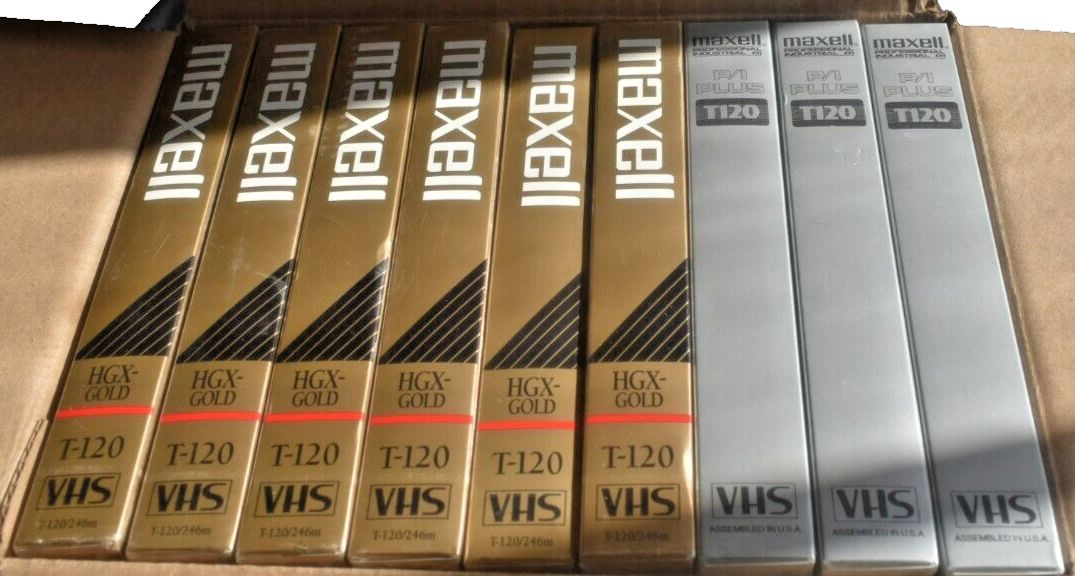 maxell
HGX-
GOLD
T-120
VHS
T-120/246m
maxell
HGX-
GOLD
T-120
VHS
T-120/246m
maxell
HGX-
GOLD
T-120
VHS
T-120/246m
maxell
HGX-
GOLD
T-120
VHS
T-120/246m
maxell
HGX-
GOLD
T-120
VHS
T-120/246m
maxell
HGX-
GOLD
T-120
VHS
T-120/246m
maxell
PROFESSIONAL
INDUSTRIAL
P/I
PLUS
T120
VHS
ASSEMBLED IN U.S.A.
maxell
PROFESSIONAL
INDUSTRIAL
P/I
PLUS
T120
VHS
ASSEMBLED IN U.S.A.
maxell
PROFESSIONAL
INDUSTRIAL
P/I
PLUS
T120
VHS
ASSEMBLED IN U.S.A.